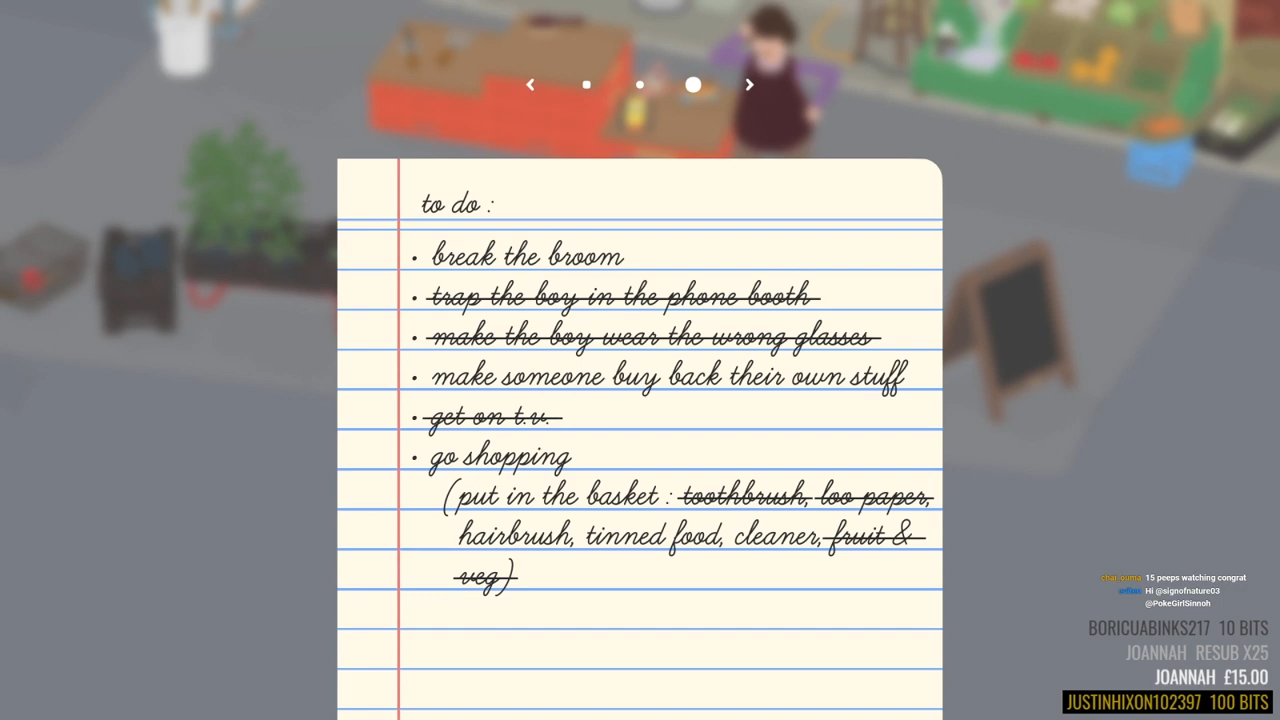 to do :
• break the broom
• trap the boy in the phone booth
• make the boy wear the wrong glasses
• make someone buy back their own stuff
• get on t.v.
• go shopping
(put in the basket : toothbrush, loo paper,
hairbrush, tinned food, cleaner, fruit &
veg)
15 peeps watching congrat
Hi @signofnature03
@PokeGirlSinnoh
BORICUABINKS217 10 BITS
JOANNAH RESUB X25
JOANNAH £15.00
JUSTINHIXON102397 100 BITS